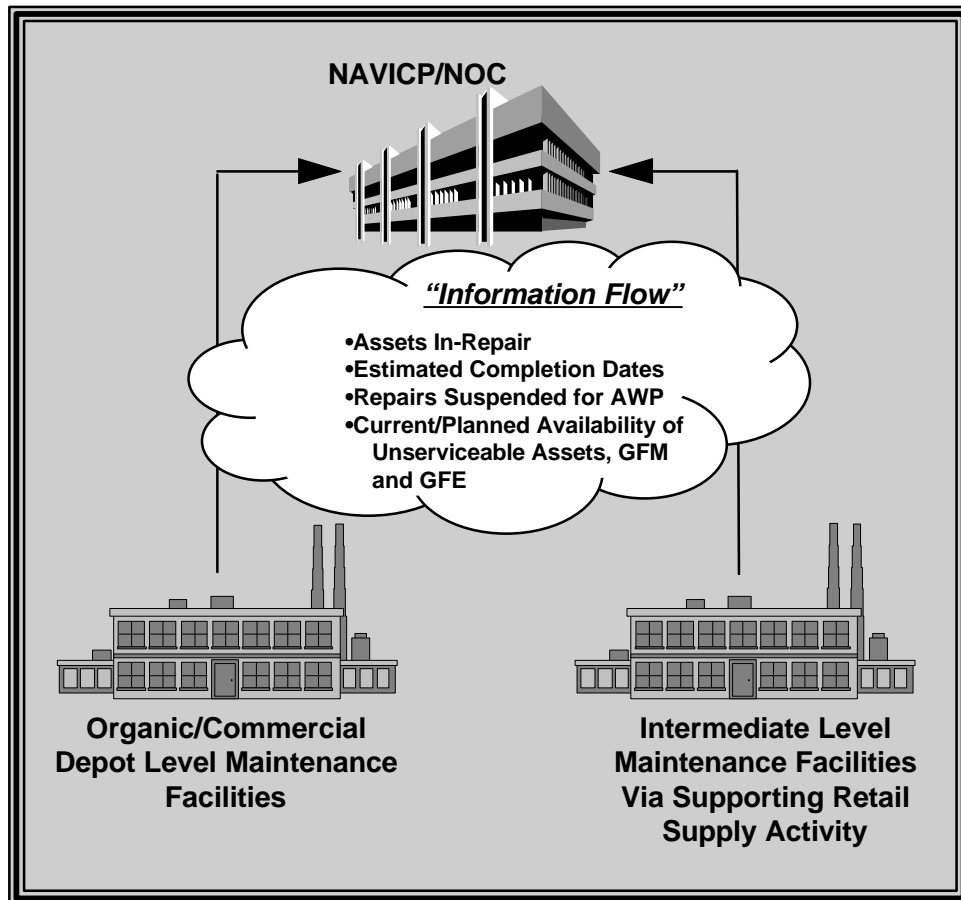 NAVICP/NOC
“Information Flow”
•Assets In-Repair
•Estimated Completion Dates
•Repairs Suspended for AWP
•Current/Planned Availability of
Unserviceable Assets, GFM
and GFE
Organic/Commercial
Depot Level Maintenance
Facilities
Intermediate Level
Maintenance Facilities
Via Supporting Retail
Supply Activity